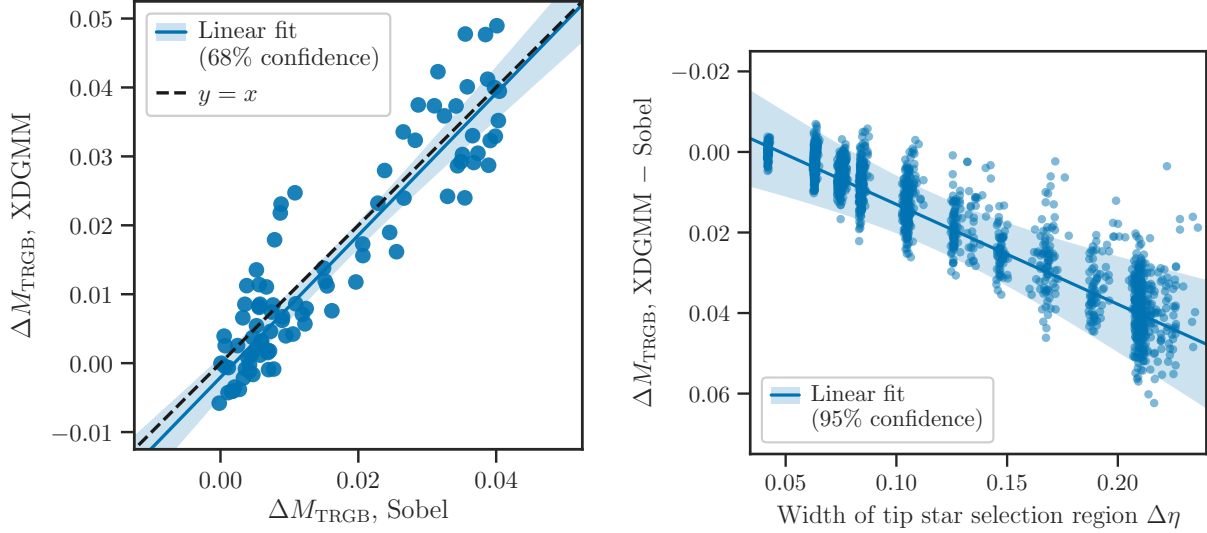 0.05
0.04
0.03
0.02
0.01
0.00
−0.01
ΔM_TRGB, XDGMM
Linear fit
(68% confidence)
y = x
0.00
0.02
0.04
ΔM_TRGB, Sobel
−0.02
0.00
0.02
0.04
0.06
ΔM_TRGB, XDGMM − Sobel
Linear fit
(95% confidence)
0.05
0.10
0.15
0.20
Width of tip star selection region Δη